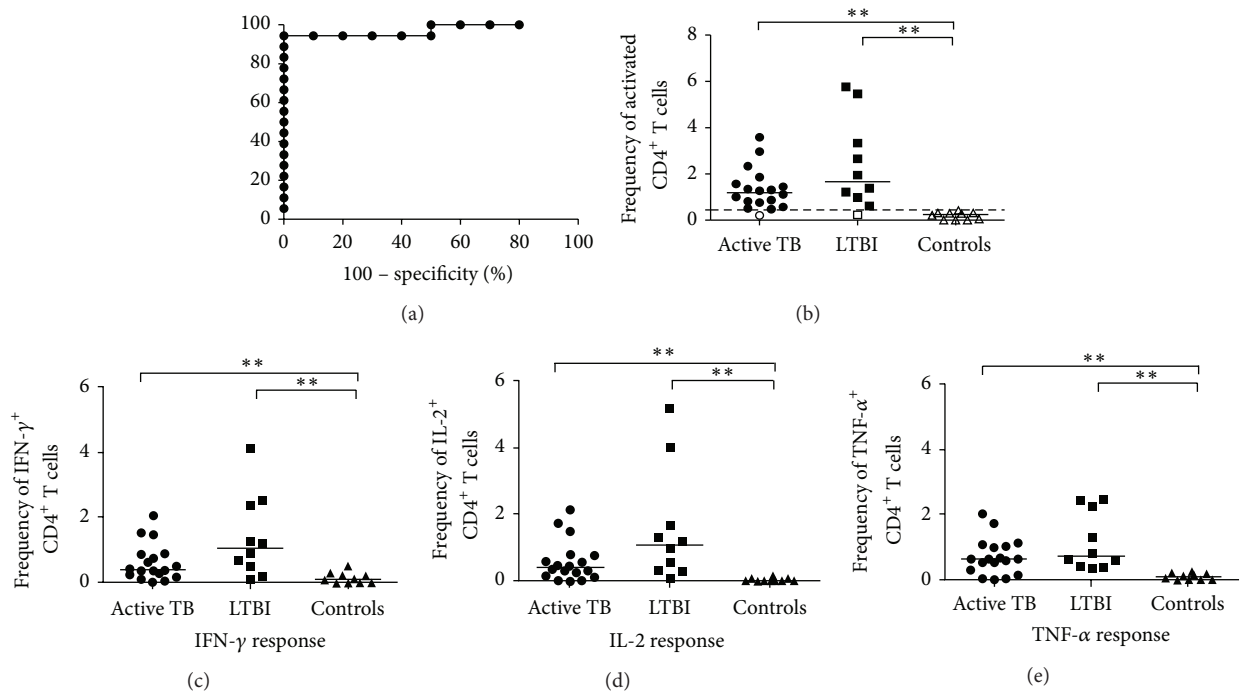 100
80
60
40
20
0
0 20 40 60 80 100
100 – specificity (%)
(a)
Frequency of activated
CD4⁺ T cells
8
6
4
2
0
**
**
Active TB LTBI Controls
(b)
Frequency of IFN-γ⁺
CD4⁺ T cells
6
4
2
0
**
**
Active TB LTBI Controls
IFN-γ response
(c)
Frequency of IL-2⁺
CD4⁺ T cells
6
4
2
0
**
**
Active TB LTBI Controls
IL-2 response
(d)
Frequency of TNF-α⁺
CD4⁺ T cells
6
4
2
0
**
**
Active TB LTBI Controls
TNF-α response
(e)